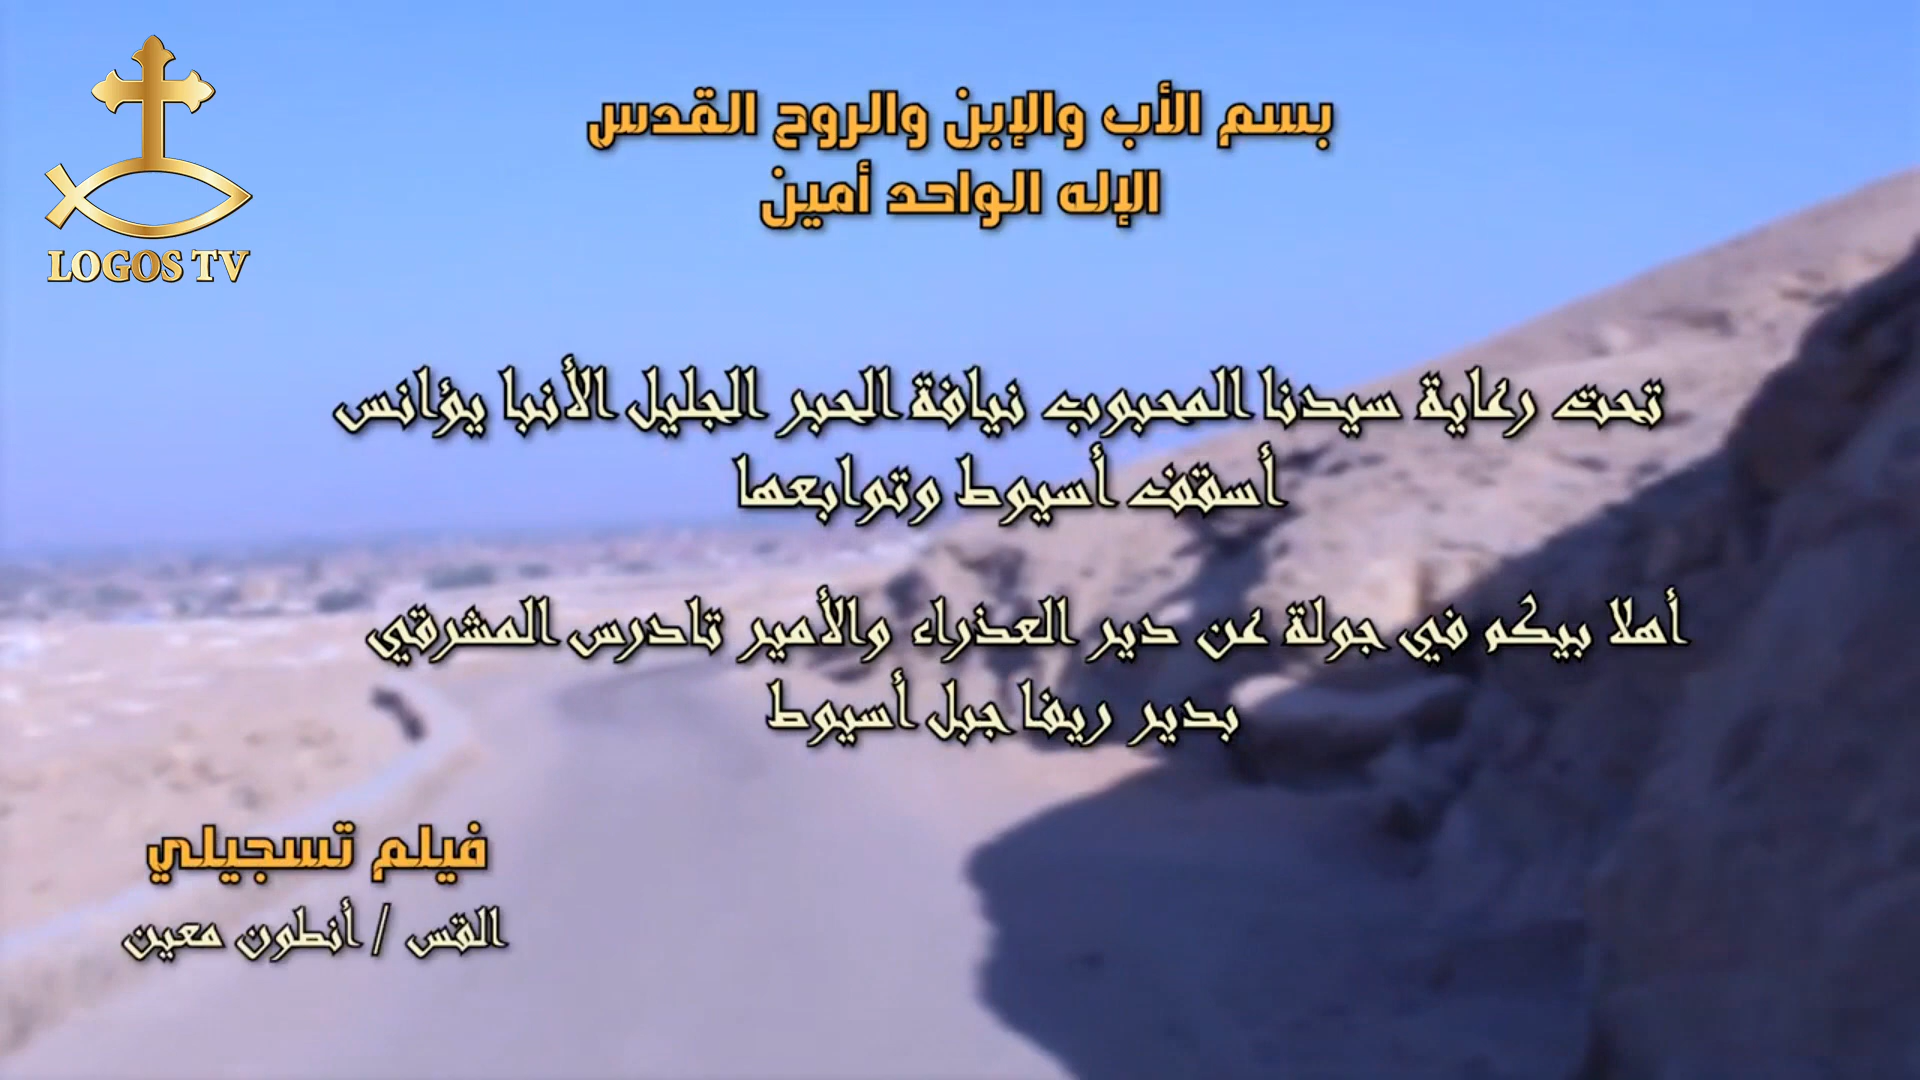 LOGOS TV
بسم الأب والإبن والروح القدس
الإله الواحد أمين
تحت رعاية سيدنا المحبوب نيافة الحبر الجليل الأنبا يؤانس
أسقف أسيوط وتوابعها
أهلا بيكم في جولة عن دير العذراء والأمير تادرس المشرقي
بدير ريفا جبل أسيوط
فيلم تسجيلي
القس / أنطون معين